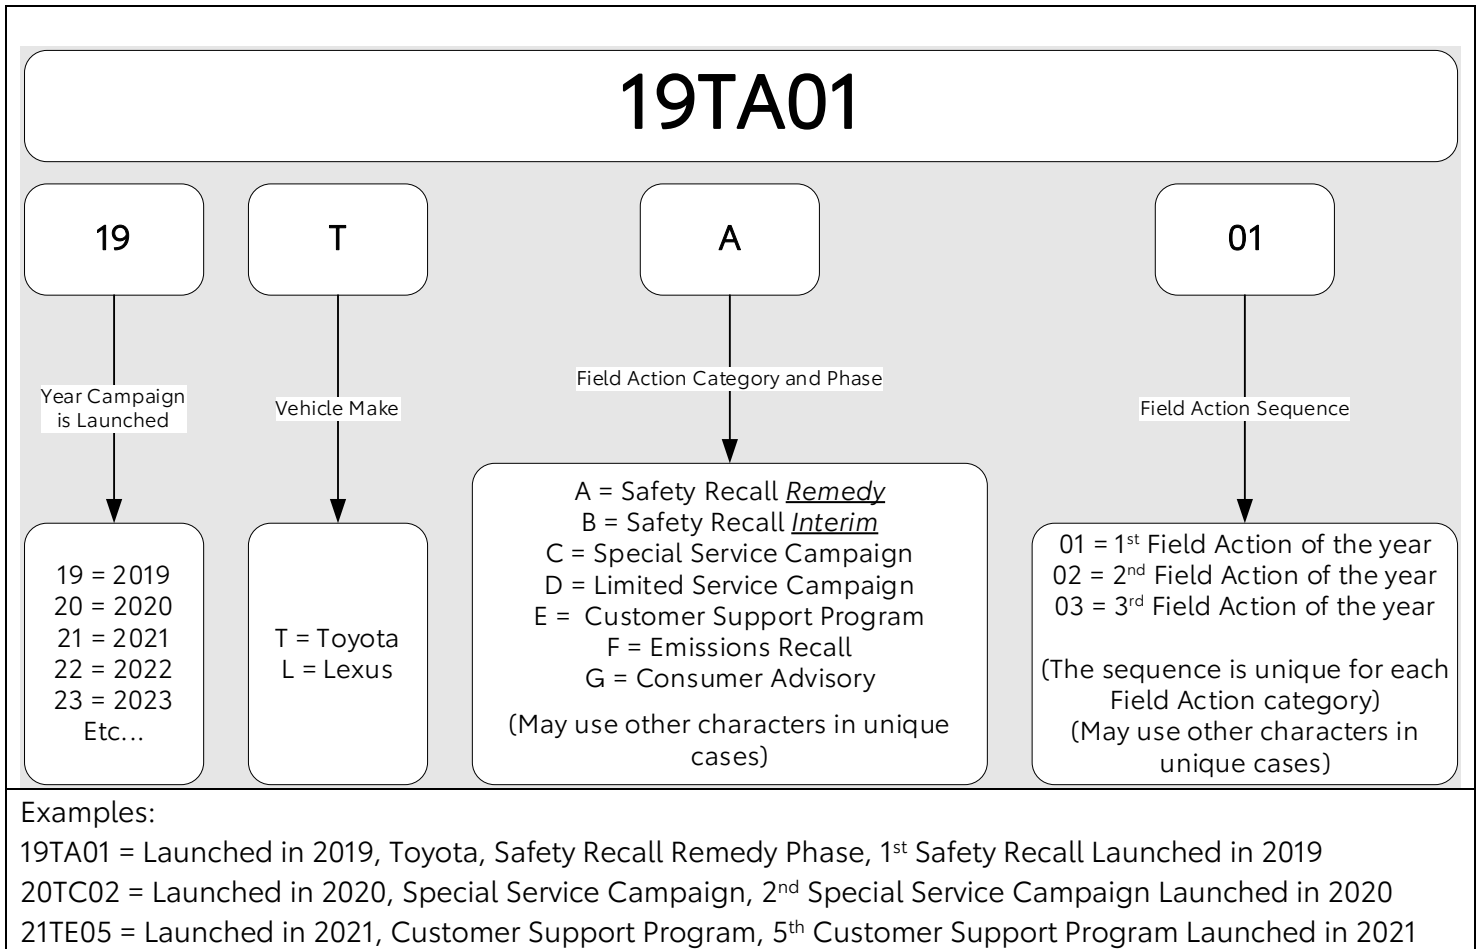 19TA01
19
T
A
01
Year Campaign
is Launched
Vehicle Make
Field Action Category and Phase
Field Action Sequence
19 = 2019
20 = 2020
21 = 2021
22 = 2022
23 = 2023
Etc...
T = Toyota
L = Lexus
A = Safety Recall Remedy
B = Safety Recall Interim
C = Special Service Campaign
D = Limited Service Campaign
E =  Customer Support Program
F = Emissions Recall
G = Consumer Advisory
(May use other characters in unique
cases)
01 = 1st Field Action of the year
02 = 2nd Field Action of the year
03 = 3rd Field Action of the year
(The sequence is unique for each
Field Action category)
(May use other characters in
unique cases)
Examples:
19TA01 = Launched in 2019, Toyota, Safety Recall Remedy Phase, 1st Safety Recall Launched in 2019
20TC02 = Launched in 2020, Special Service Campaign, 2nd Special Service Campaign Launched in 2020
21TE05 = Launched in 2021, Customer Support Program, 5th Customer Support Program Launched in 2021